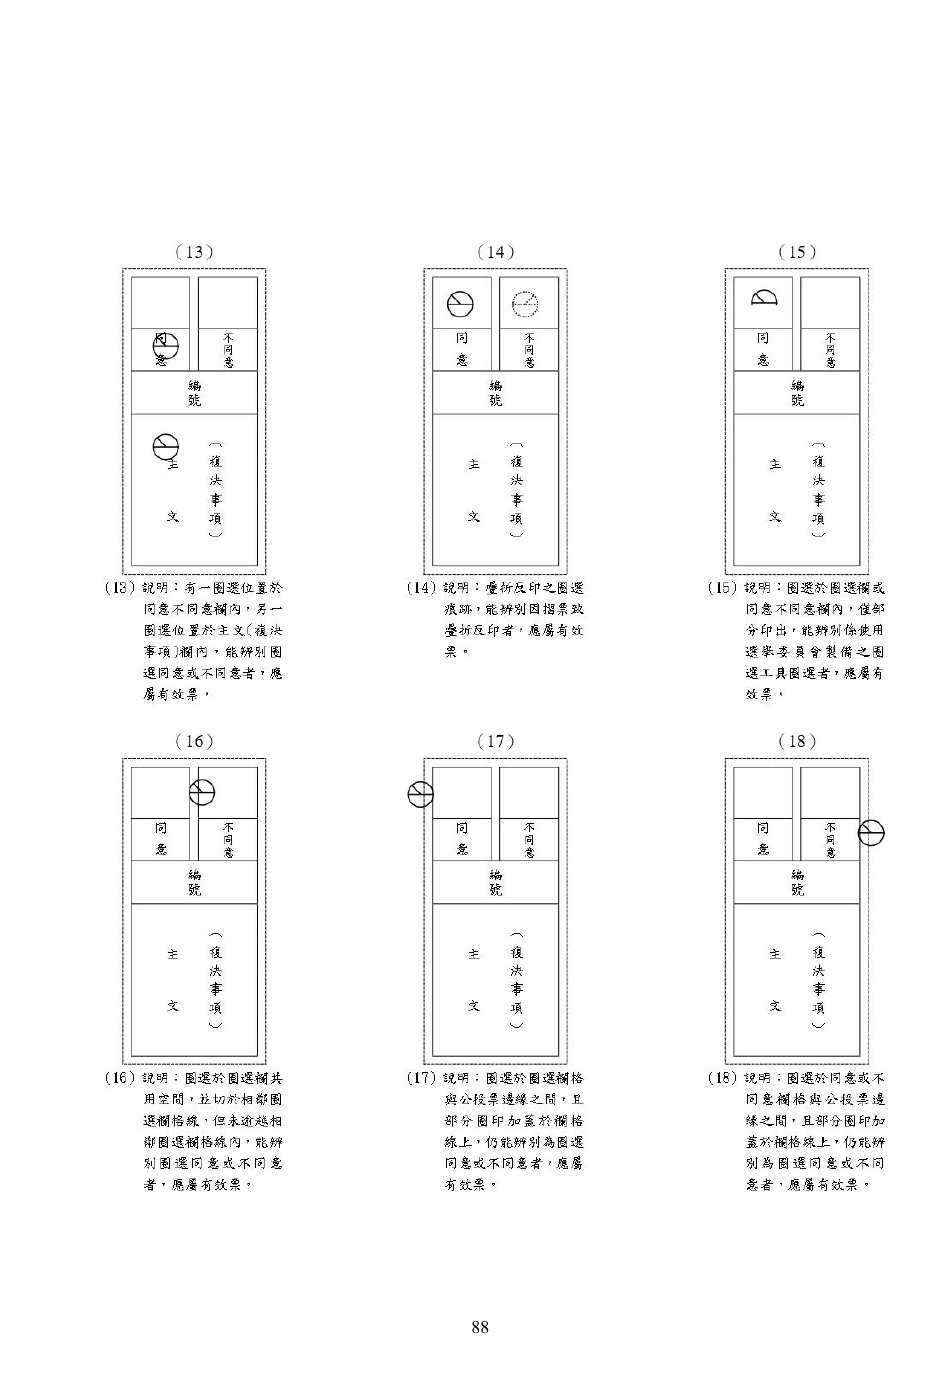 （13）
（14）
（15）
同意
不同意
編號
主文
（復決事項）
同意
不同意
編號
主文
（復決事項）
同意
不同意
編號
主文
（復決事項）
(13) 說明：有一圈選位置於
同意不同意欄內，另一
圈選位置於主文〔復決
事項〕欄內，能辨別圈
選同意或不同意者，應
屬有效票。
(14) 說明：疊折反印之圈選
痕跡，能辨別因摺票致
疊折反印者，應屬有效
票。
(15) 說明：圈選於圈選欄或
同意不同意欄內，僅部
分印出，能辨別係使用
選舉委員會製備之圈
選工具圈選者，應屬有
效票。
（16）
（17）
（18）
同意
不同意
編號
主文
（復決事項）
同意
不同意
編號
主文
（復決事項）
同意
不同意
編號
主文
（復決事項）
(16) 說明：圈選於圈選欄共
用空間，並切於相鄰圈
選欄格線，但未逾越相
鄰圈選欄格線內，能辨
別圈選同意或不同意
者，應屬有效票。
(17) 說明：圈選於圈選欄格
與公投票邊緣之間，且
部分圈印加蓋於欄格
線上，仍能辨別為圈選
同意或不同意者，應屬
有效票。
(18) 說明：圈選於同意或不
同意欄格與公投票邊
緣之間，且部分圈印加
蓋於欄格線上，仍能辨
別為圈選同意或不同
意者，應屬有效票。
88